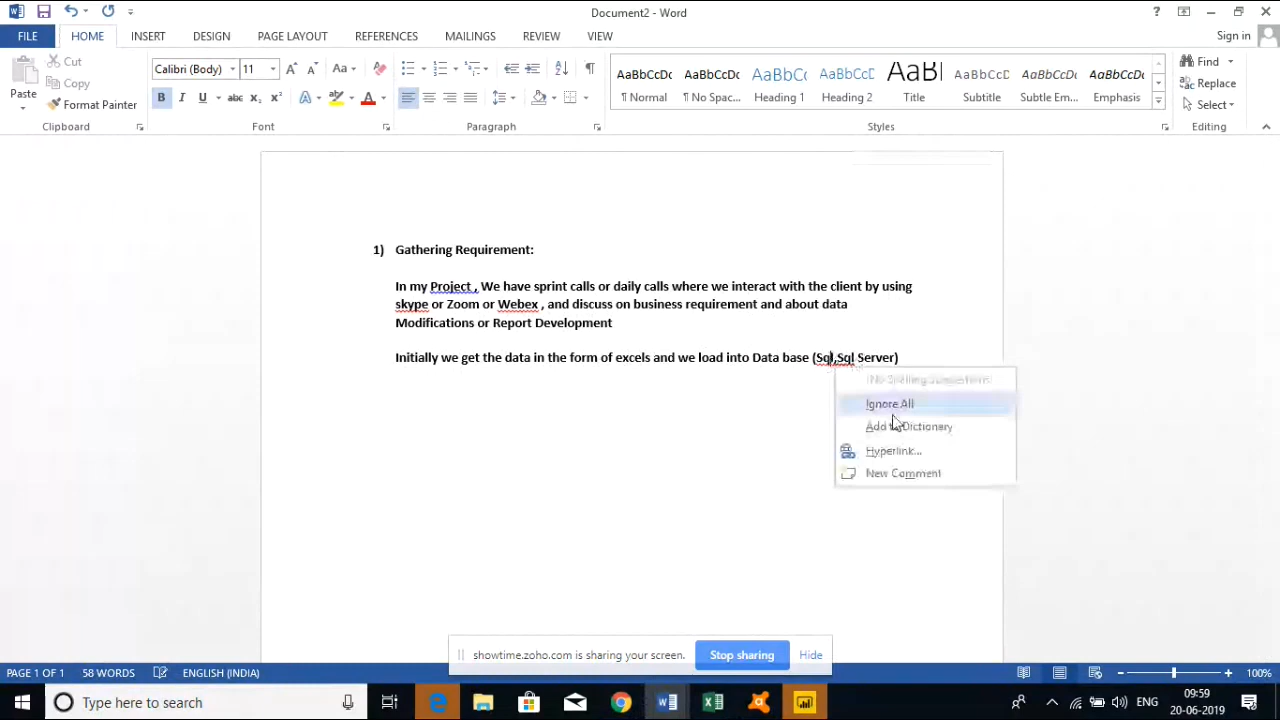 Document2 - Word
Sign in
FILE HOME INSERT DESIGN PAGE LAYOUT REFERENCES MAILINGS REVIEW VIEW
Paste
Cut
Copy
Format Painter
Clipboard
Calibri (Body) 11
Font
Paragraph
AaBbCcDc AaBbCcDc AaBbCc AaBbCcC AaBl AaBbCcC AaBbCcDc AaBbCcDc
¶ Normal ¶ No Spac... Heading 1 Heading 2 Title Subtitle Subtle Em... Emphasis
Styles
Find
Replace
Select
Editing
1) Gathering Requirement:
In my Project , We have sprint calls or daily calls where we interact with the client by using
skype or Zoom or Webex , and discuss on business requirement and about data
Modifications or Report Development
Initially we get the data in the form of excels and we load into Data base (Sql,Sql Server)
(No Spelling Suggestions)
Ignore All
Add to Dictionary
Hyperlink...
New Comment
showtime.zoho.com is sharing your screen. Stop sharing Hide
PAGE 1 OF 1 58 WORDS ENGLISH (INDIA) 100%
Type here to search
ENG
09:59
20-06-2019